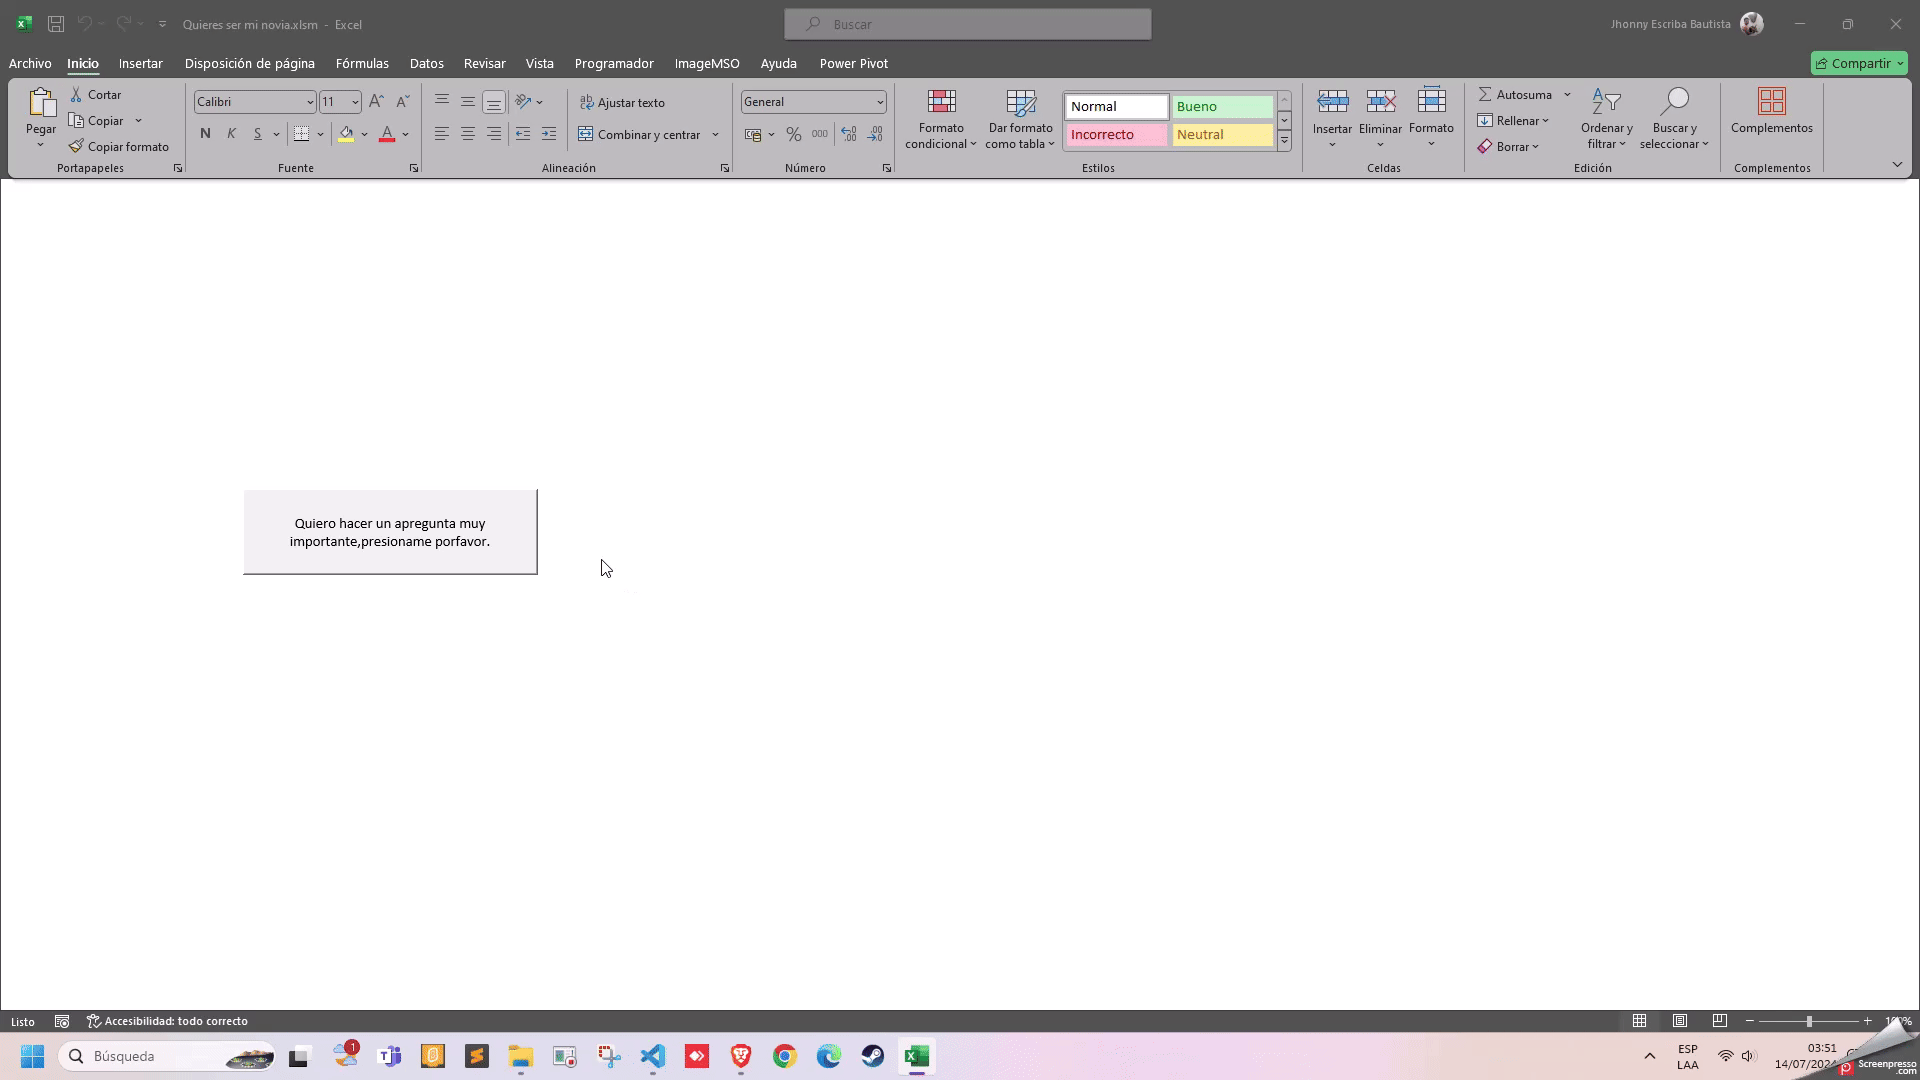 Quieres ser mi novia.xlsm - Excel
Buscar
Jhonny Escriba Bautista
Archivo Inicio Insertar Disposición de página Fórmulas Datos Revisar Vista Programador ImageMSO Ayuda Power Pivot
Compartir
Pegar
Cortar
Copiar
Copiar formato
Portapapeles
Calibri 11
N K S
A
Fuente
ab Ajustar texto
Combinar y centrar
Alineación
General
% 000
Número
Formato condicional
Dar formato como tabla
Normal Bueno
Incorrecto Neutral
Estilos
Insertar Eliminar Formato
Celdas
Autosuma
Rellenar
Borrar
Ordenar y filtrar
Buscar y seleccionar
Edición
Complementos
Complementos
Quiero hacer un apregunta muy
importante,presioname porfavor.
Listo
Accesibilidad: todo correcto
Búsqueda
1
ESP
LAA
03:51
14/07/202
Screenpresso
.com